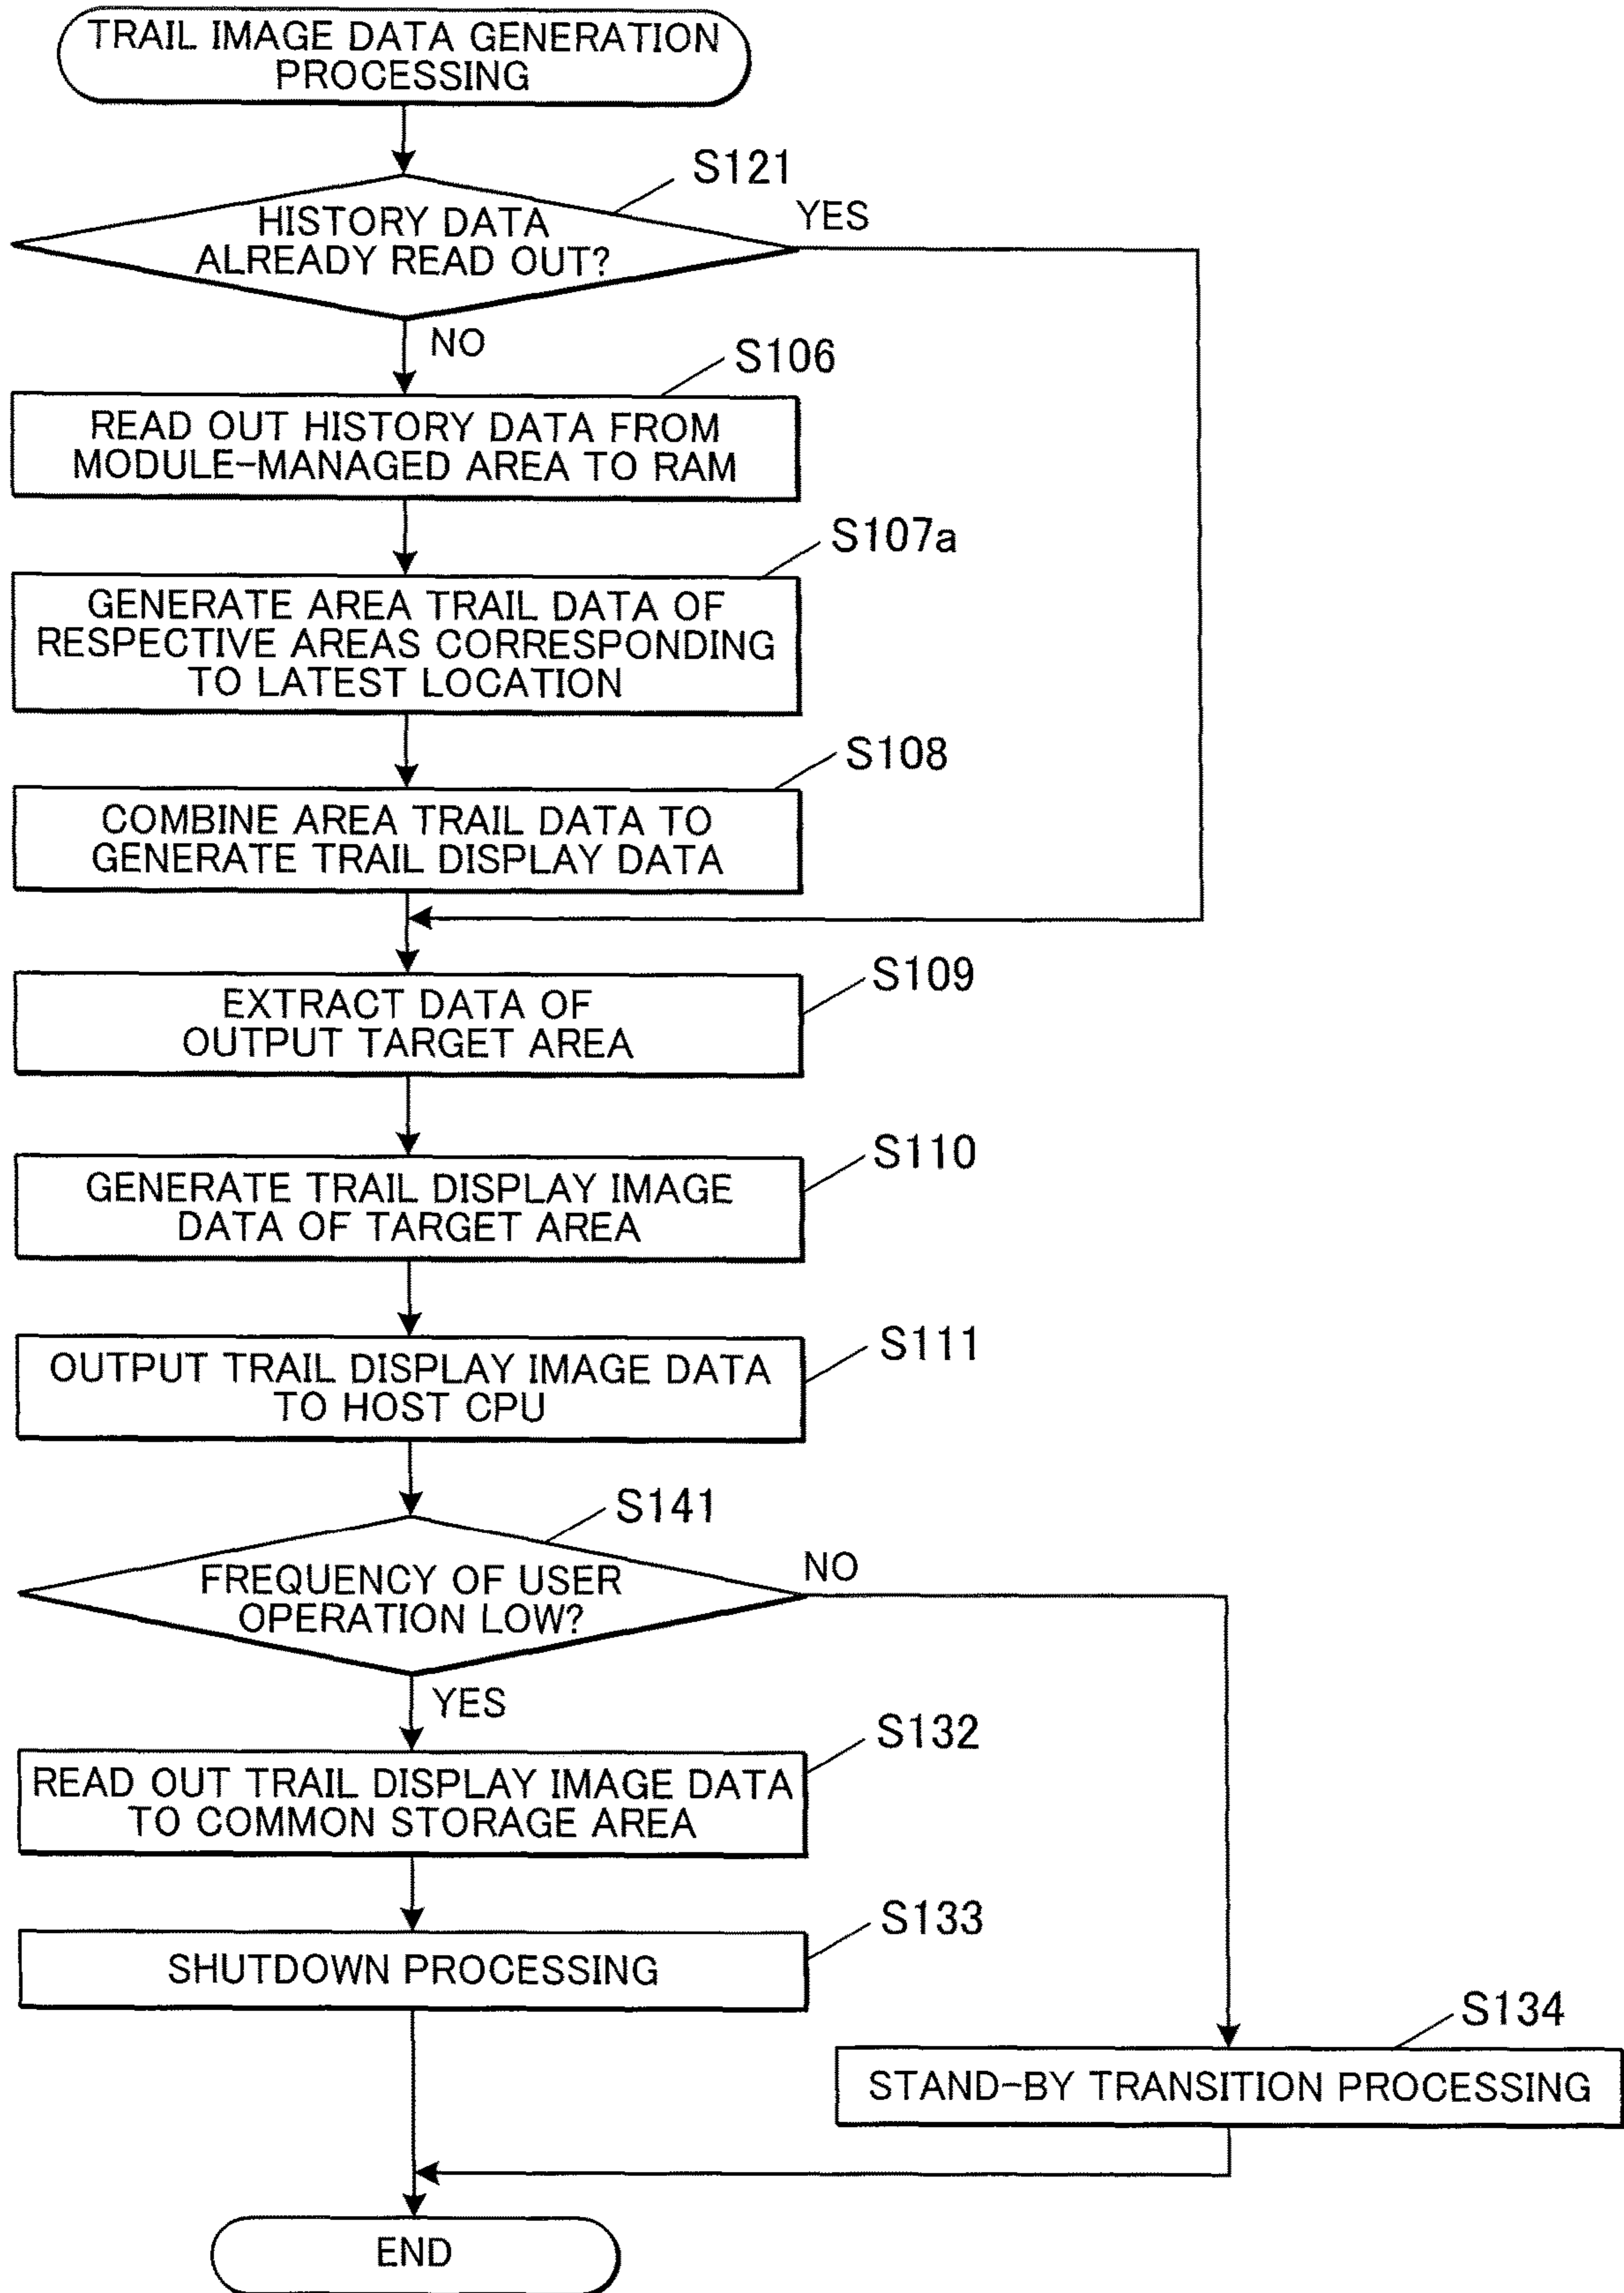 TRAIL IMAGE DATA GENERATION
PROCESSING
S121
HISTORY DATA
ALREADY READ OUT?
YES
NO
S106
READ OUT HISTORY DATA FROM
MODULE-MANAGED AREA TO RAM
S107a
GENERATE AREA TRAIL DATA OF
RESPECTIVE AREAS CORRESPONDING
TO LATEST LOCATION
S108
COMBINE AREA TRAIL DATA TO
GENERATE TRAIL DISPLAY DATA
S109
EXTRACT DATA OF
OUTPUT TARGET AREA
S110
GENERATE TRAIL DISPLAY IMAGE
DATA OF TARGET AREA
S111
OUTPUT TRAIL DISPLAY IMAGE DATA
TO HOST CPU
S141
FREQUENCY OF USER
OPERATION LOW?
NO
YES
S132
READ OUT TRAIL DISPLAY IMAGE DATA
TO COMMON STORAGE AREA
S133
SHUTDOWN PROCESSING
S134
STAND-BY TRANSITION PROCESSING
END